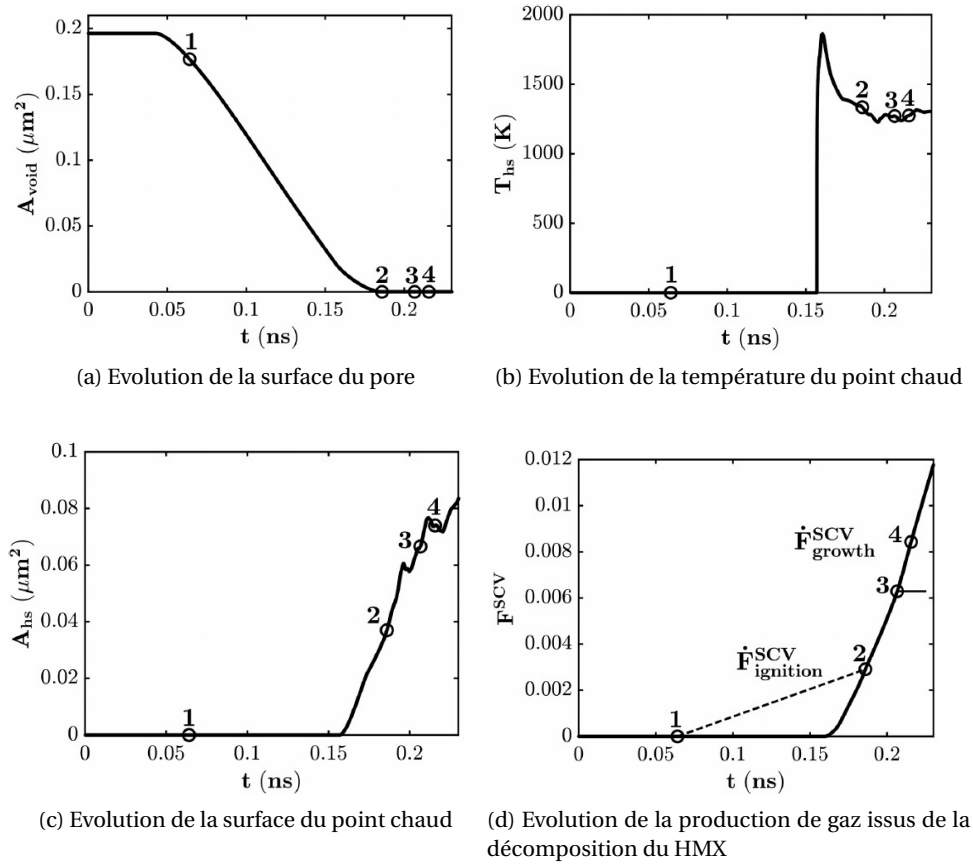 0.2
0.15
0.1
0.05
0
A_void (μm²)
1
2 3 4
0 0.05 0.1 0.15 0.2
t (ns)
(a) Evolution de la surface du pore
2000
1500
1000
500
0
T_hs (K)
1
2 3 4
0 0.05 0.1 0.15 0.2
t (ns)
(b) Evolution de la température du point chaud
0.1
0.08
0.06
0.04
0.02
0
A_hs (μm²)
4
3
2
1
0 0.05 0.1 0.15 0.2
t (ns)
(c) Evolution de la surface du point chaud
0.012
0.01
0.008
0.006
0.004
0.002
0
F^SCV
Ḟ^SCV_growth
4
3
Ḟ^SCV_ignition
2
1
0 0.05 0.1 0.15 0.2
t (ns)
(d) Evolution de la production de gaz issus de la
décomposition du HMX